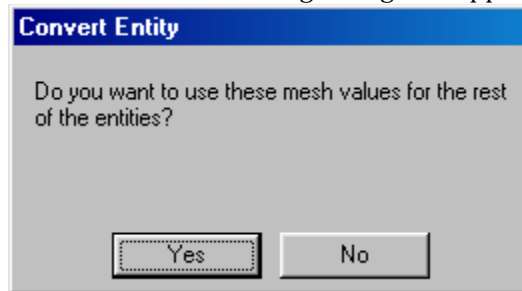 Convert Entity
Do you want to use these mesh values for the rest
of the entities?
Yes
No